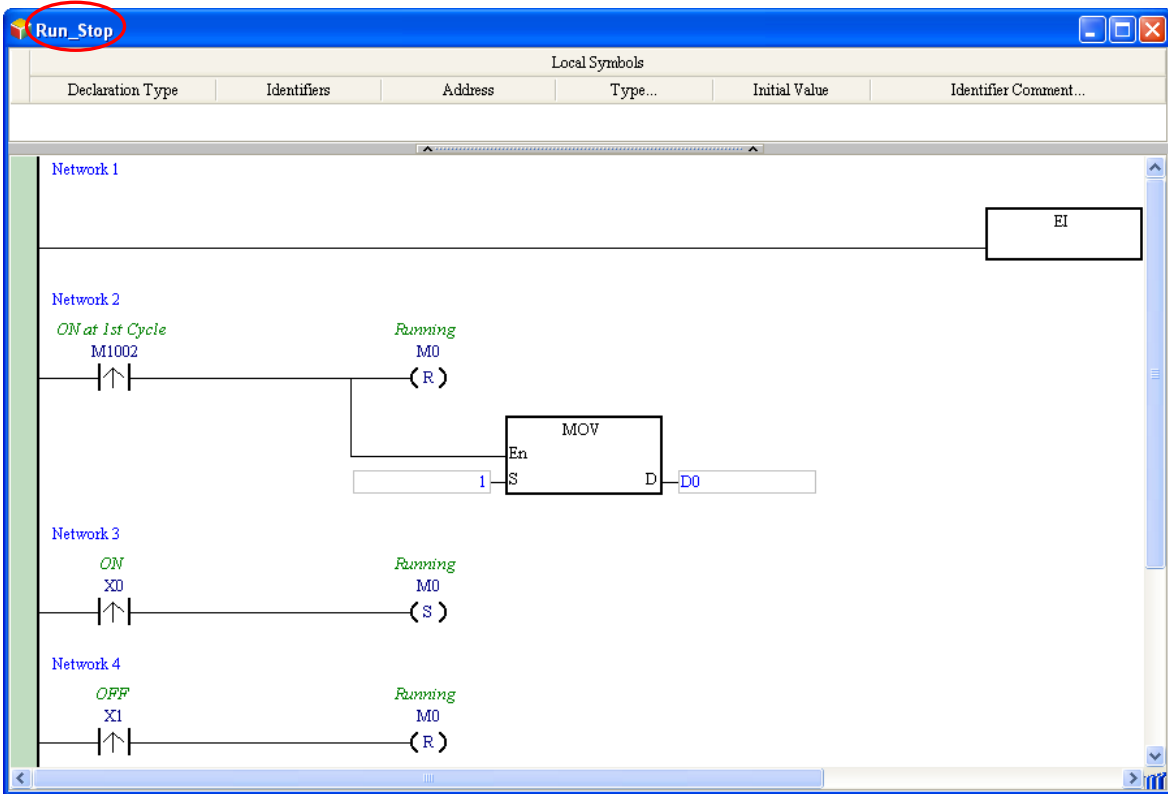 Run_Stop
Local Symbols
Declaration Type Identifiers Address Type... Initial Value Identifier Comment...
Network 1
EI
Network 2
ON at 1st Cycle Running
M1002 M0
R
MOV
En
1 S D D0
Network 3
ON Running
X0 M0
S
Network 4
OFF Running
X1 M0
R